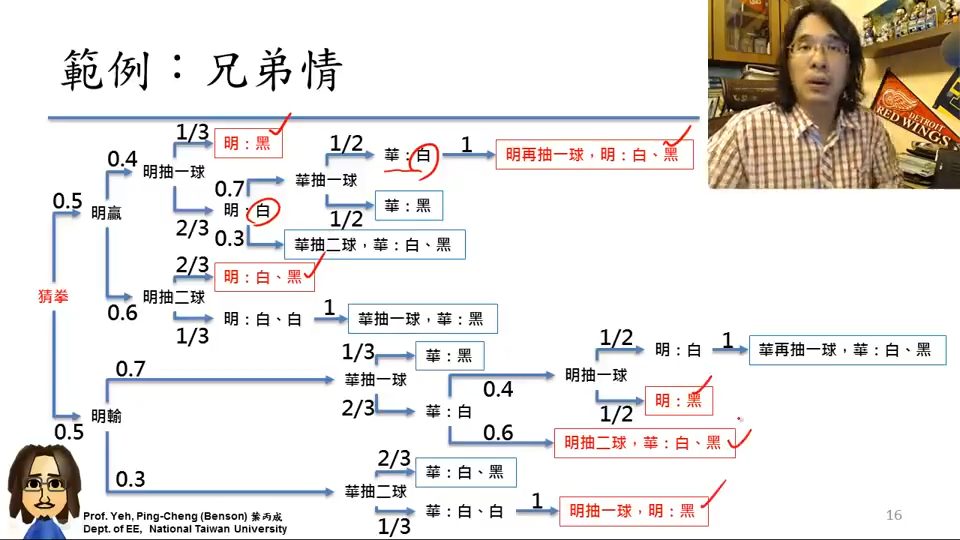 範例：兄弟情
1/3
明：黑
0.4
明抽一球
1/2
華：白
1
明再抽一球，明：白、黑
0.5
明贏
0.7
華抽一球
明：白
華：黑
1/2
2/3
0.3
華抽二球，華：白、黑
2/3
明：白、黑
猜拳
0.6
明抽二球
1/3
明：白、白
1
華抽一球，華：黑
1/3
華：黑
1/2
明：白
1
華再抽一球，華：白、黑
0.7
華抽一球
0.4
明抽一球
2/3
華：白
1/2
明：黑
0.5
明輸
0.6
明抽二球，華：白、黑
0.3
2/3
華：白、黑
華抽二球
1/3
華：白、白
1
明抽一球，明：黑
Prof. Yeh, Ping-Cheng (Benson) 葉丙成
Dept. of EE, National Taiwan University
16
DETROIT
RED WINGS